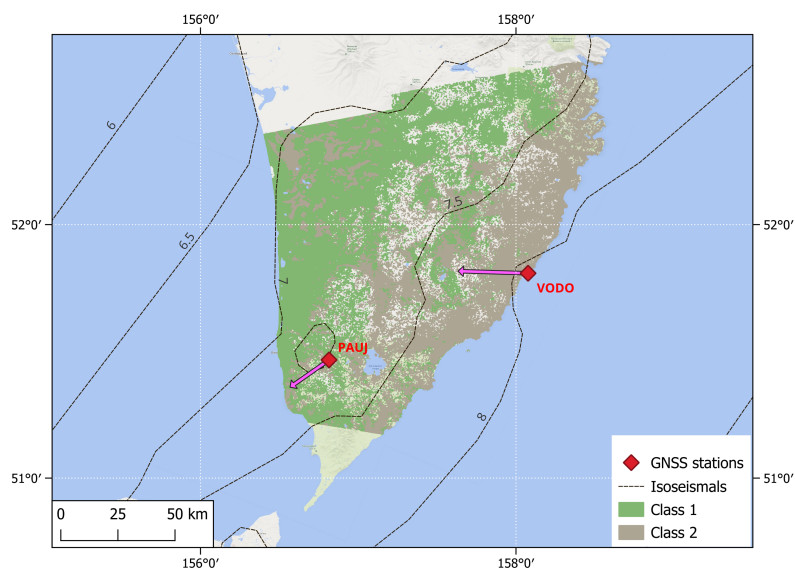 156°0′ 158°0′
6
6.5
7.5
52°0′ 52°0′
7
VODO
PAUJ
8
51°0′ 51°0′
GNSS stations
Isoseismals
Class 1
Class 2
0 25 50 km
156°0′ 158°0′